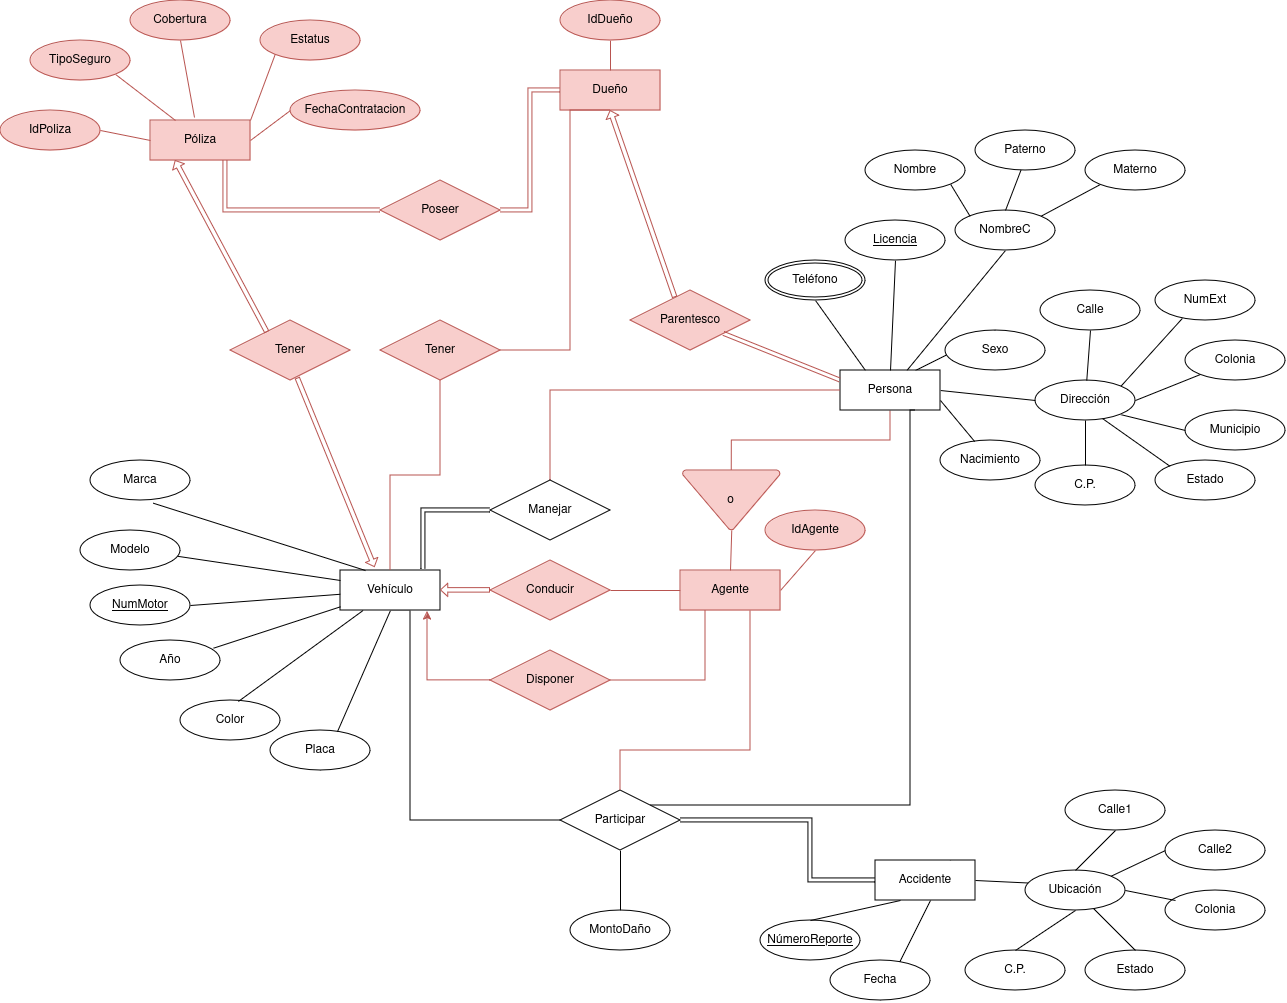 Cobertura
IdDueño
Estatus
TipoSeguro
Dueño
FechaContratacion
IdPoliza
Póliza
Paterno
Nombre
Materno
Poseer
NombreC
Licencia
Teléfono
NumExt
Calle
Parentesco
Tener
Tener
Sexo
Colonia
Persona
Dirección
Municipio
Nacimiento
Marca
Estado
C.P.
o
Manejar
IdAgente
Modelo
Vehículo
Conducir
Agente
NumMotor
Año
Disponer
Color
Placa
Calle1
Participar
Calle2
Accidente
Ubicación
Colonia
MontoDaño
NúmeroReporte
C.P.
Estado
Fecha